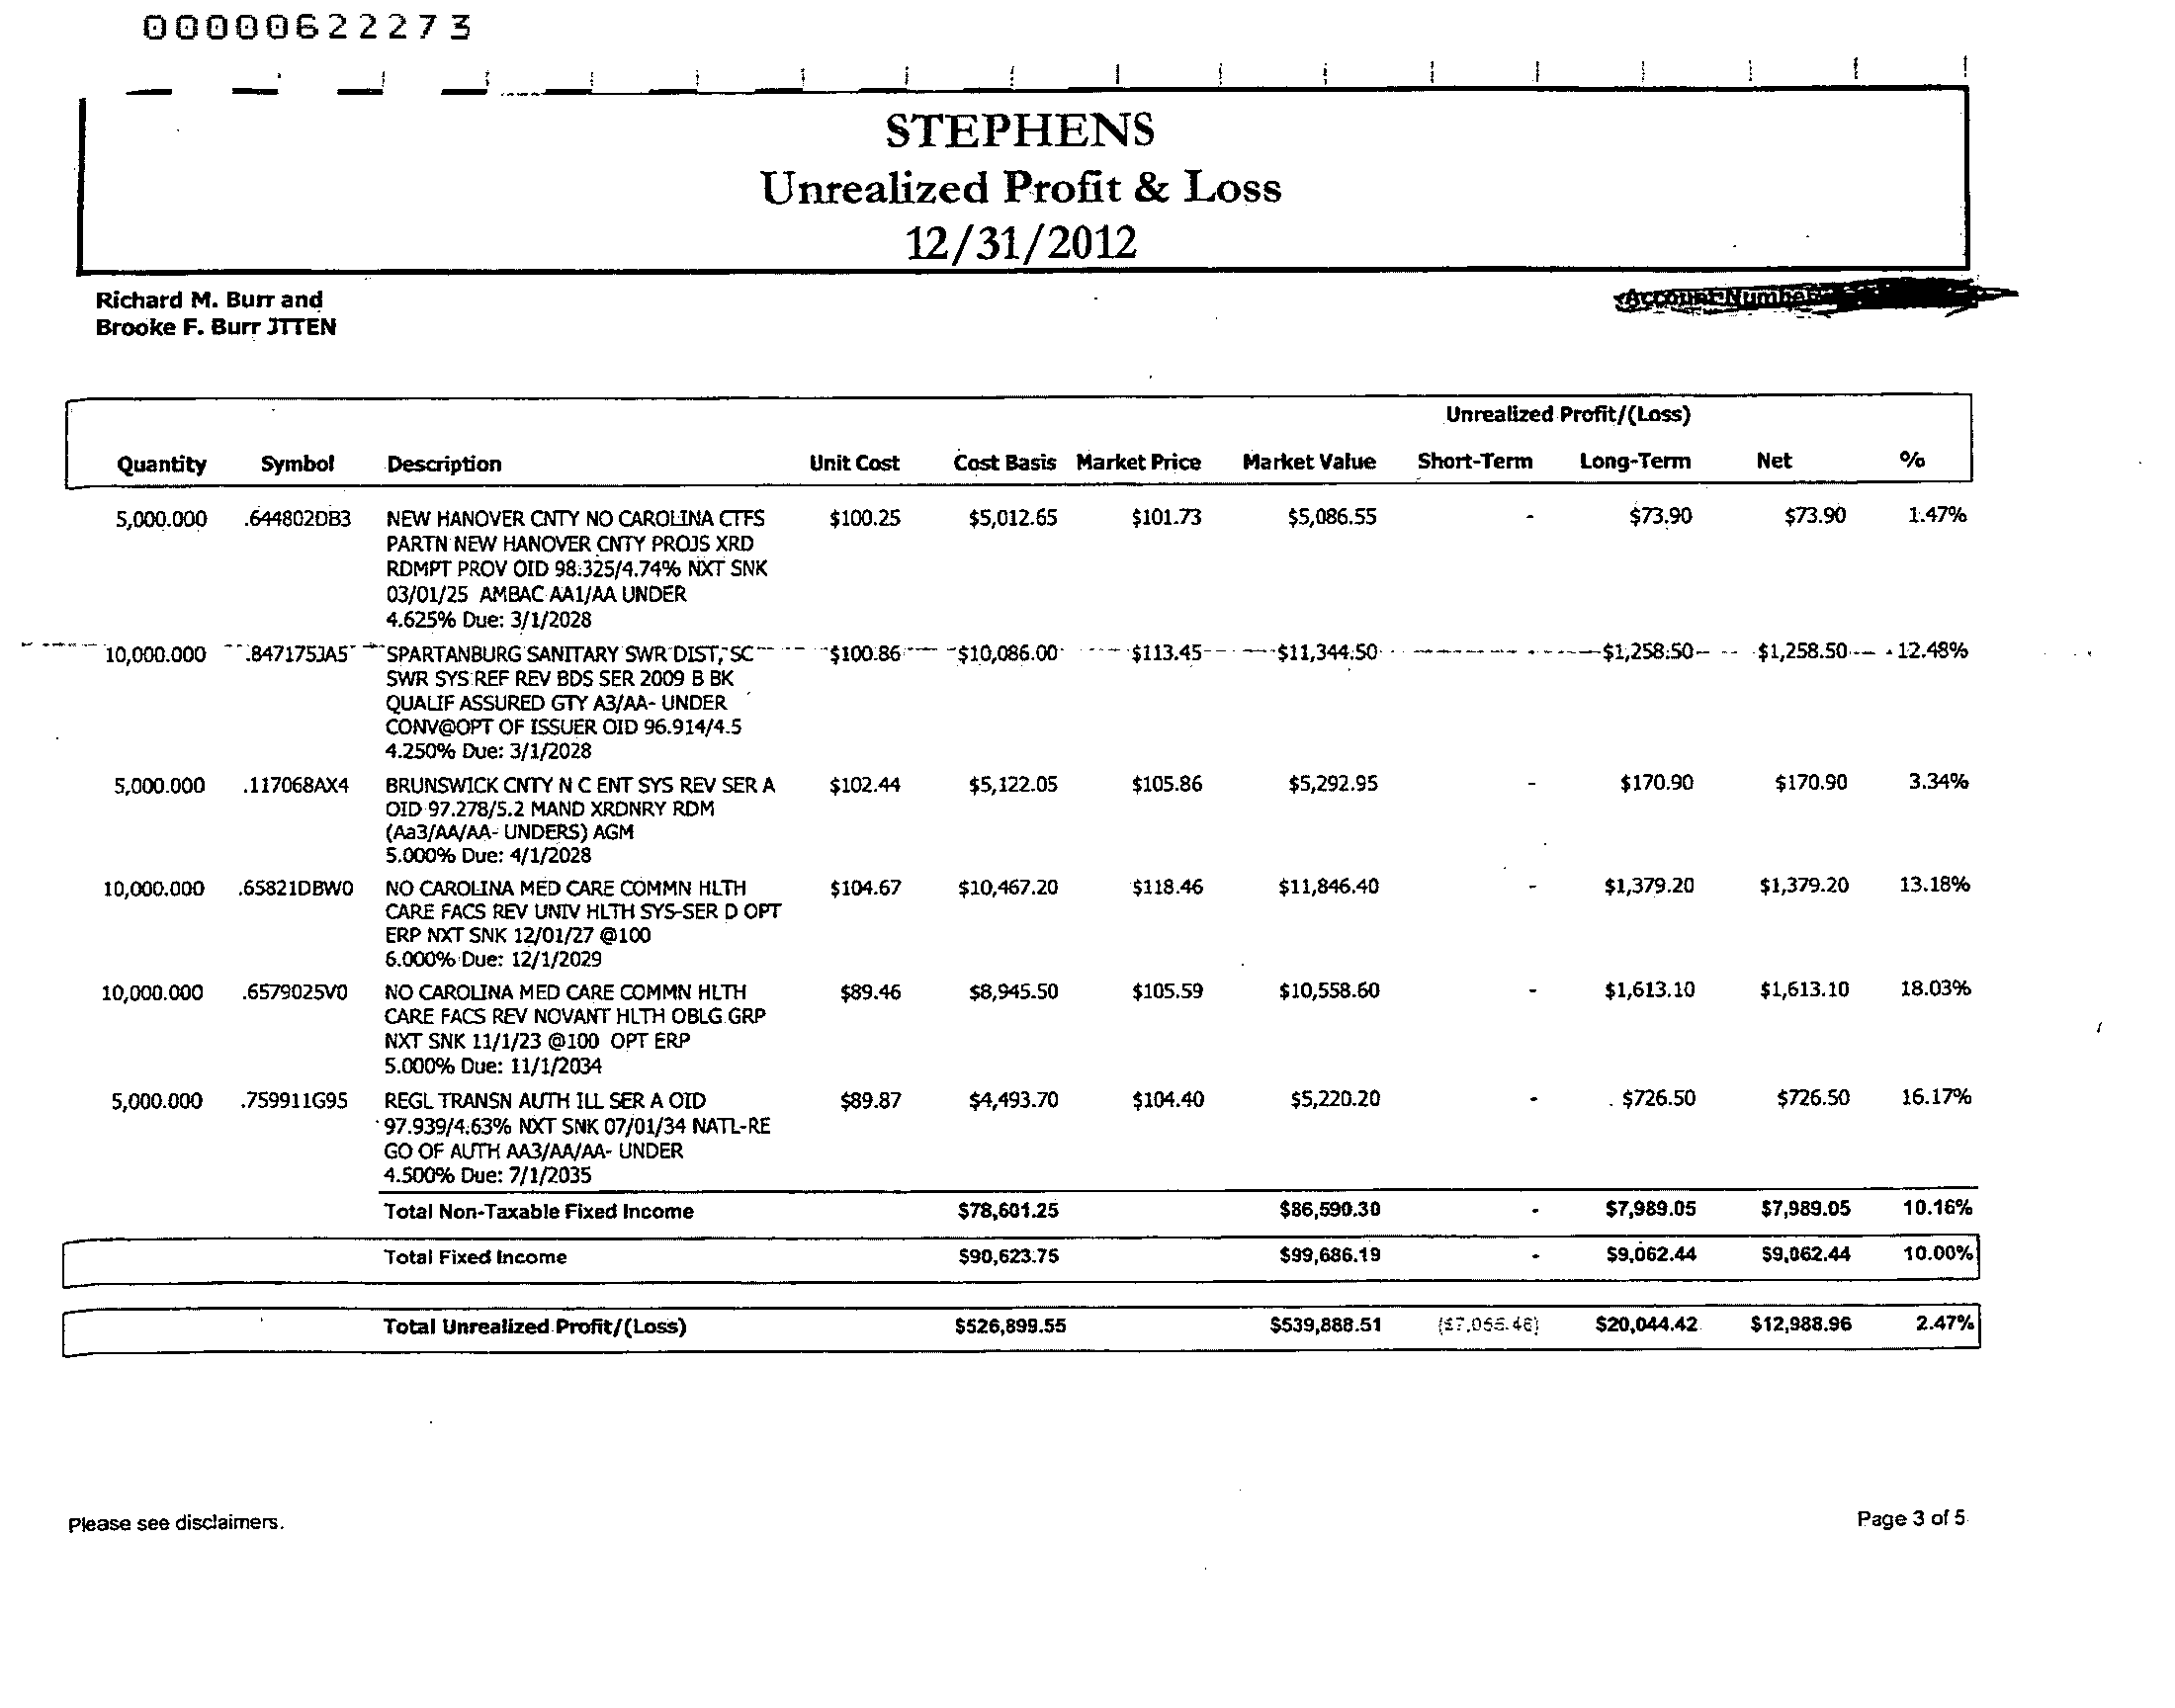 00000622273
STEPHENS
Unrealized Profit & Loss
12/31/2012
Richard M. Burr and
Brooke F. Burr JTTEN
Account Number
Unrealized Profit/(Loss)
Quantity Symbol Description Unit Cost Cost Basis Market Price Market Value Short-Term Long-Term Net %
5,000.000 .644802DB3 NEW HANOVER CNTY NO CAROLINA CTFS $100.25 $5,012.65 $101.73 $5,086.55 - $73.90 $73.90 1.47%
PARTN NEW HANOVER CNTY PROJS XRD
RDMPT PROV OID 98.325/4.74% NXT SNK
03/01/25 AMBAC AA1/AA UNDER
4.625% Due: 3/1/2028
10,000.000 .847175JA5 SPARTANBURG SANITARY SWR DIST, SC $100.86 $10,086.00 $113.45 $11,344.50 - $1,258.50 $1,258.50 12.48%
SWR SYS REF REV BDS SER 2009 B BK
QUALIF ASSURED GTY A3/AA- UNDER
CONV@OPT OF ISSUER OID 96.914/4.5
4.250% Due: 3/1/2028
5,000.000 .117068AX4 BRUNSWICK CNTY N C ENT SYS REV SER A $102.44 $5,122.05 $105.86 $5,292.95 - $170.90 $170.90 3.34%
OID 97.278/5.2 MAND XRDNRY RDM
(Aa3/AA/AA- UNDERS) AGM
5.000% Due: 4/1/2028
10,000.000 .65821DBW0 NO CAROLINA MED CARE COMMN HLTH $104.67 $10,467.20 $118.46 $11,846.40 - $1,379.20 $1,379.20 13.18%
CARE FACS REV UNIV HLTH SYS-SER D OPT
ERP NXT SNK 12/01/27 @100
6.000% Due: 12/1/2029
10,000.000 .6579025V0 NO CAROLINA MED CARE COMMN HLTH $89.46 $8,945.50 $105.59 $10,558.60 - $1,613.10 $1,613.10 18.03%
CARE FACS REV NOVANT HLTH OBLG GRP
NXT SNK 11/1/23 @100 OPT ERP
5.000% Due: 11/1/2034
5,000.000 .759911G95 REGL TRANSN AUTH ILL SER A OID $89.87 $4,493.70 $104.40 $5,220.20 - $726.50 $726.50 16.17%
97.939/4.63% NXT SNK 07/01/34 NATL-RE
GO OF AUTH AA3/AA/AA- UNDER
4.500% Due: 7/1/2035
Total Non-Taxable Fixed Income $78,601.25 $86,590.30 - $7,989.05 $7,989.05 10.16%
Total Fixed Income $90,623.75 $99,686.19 - $9,062.44 $9,062.44 10.00%
Total Unrealized Profit/(Loss) $526,899.55 $539,888.51 ($7,055.46) $20,044.42 $12,988.96 2.47%
Please see disclaimers.
Page 3 of 5